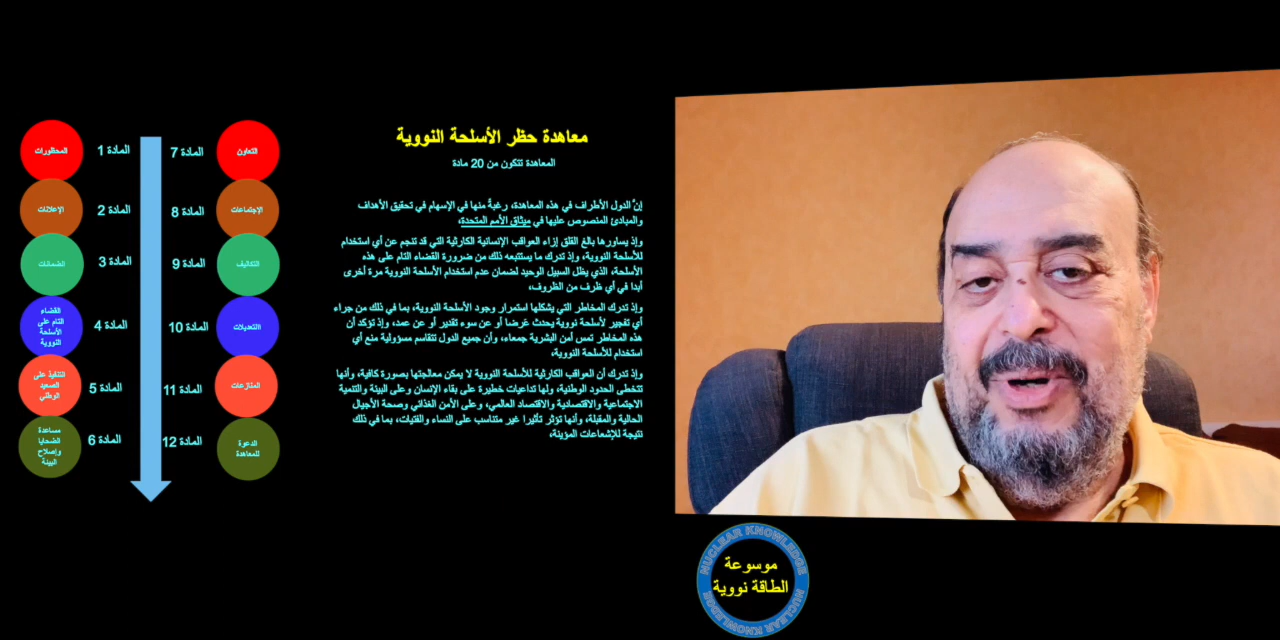 معاهدة حظر الأسلحة النووية
المعاهدة تتكون من 20 مادة
إنَّ الدول الأطراف في هذه المعاهدة، رغبةً منها في الإسهام في تحقيق الأهداف
والمبادئ المنصوص عليها في ميثاق الأمم المتحدة،
وإذ يساورها بالغ القلق إزاء العواقب الإنسانية الكارثية التي قد تنجم عن أي استخدام
للأسلحة النووية، وإذ تدرك ما يستتبعه ذلك من ضرورة القضاء التام على هذه
الأسلحة، الذي يظل السبيل الوحيد لضمان عدم استخدام الأسلحة النووية مرة أخرى
أبدا في أي ظرف من الظروف،
وإذ تدرك المخاطر التي يشكلها استمرار وجود الأسلحة النووية، بما في ذلك من جراء
أي تفجير لأسلحة نووية يحدث عَرضا أو عن سوء تقدير أو عن عمد، وإذ تؤكد أن
هذه المخاطر تمس أمن البشرية جمعاء، وأن جميع الدول تتقاسم مسؤولية منع أي
استخدام للأسلحة النووية،
وإذ تدرك أن العواقب الكارثية للأسلحة النووية لا يمكن معالجتها بصورة كافية، وأنها
تتخطى الحدود الوطنية، ولها تداعيات خطيرة على بقاء الإنسان وعلى البيئة والتنمية
الاجتماعية والاقتصادية والاقتصاد العالمي، وعلى الأمن الغذائي وصحة الأجيال
الحالية والمقبلة، وأنها تؤثر تأثيرا غير متناسب على النساء والفتيات، بما في ذلك
نتيجة للإشعاعات المؤينة،
المادة 1
المحظورات
المادة 2
الإعلانات
المادة 3
الضمانات
المادة 4
القضاء
التام على
الأسلحة
النووية
المادة 5
التنفيذ على
الصعيد
الوطني
المادة 6
مساعدة
الضحايا
وإصلاح
البيئة
التعاون
المادة 7
الإجتماعات
المادة 8
التكاليف
المادة 9
االتعديلات
المادة 10
المنازعات
المادة 11
الدعوة
للمعاهدة
المادة 12
NUCLEAR KNOWLEDGE
موسوعة
الطاقة نووية
NUCLEAR KNOWLEDGE